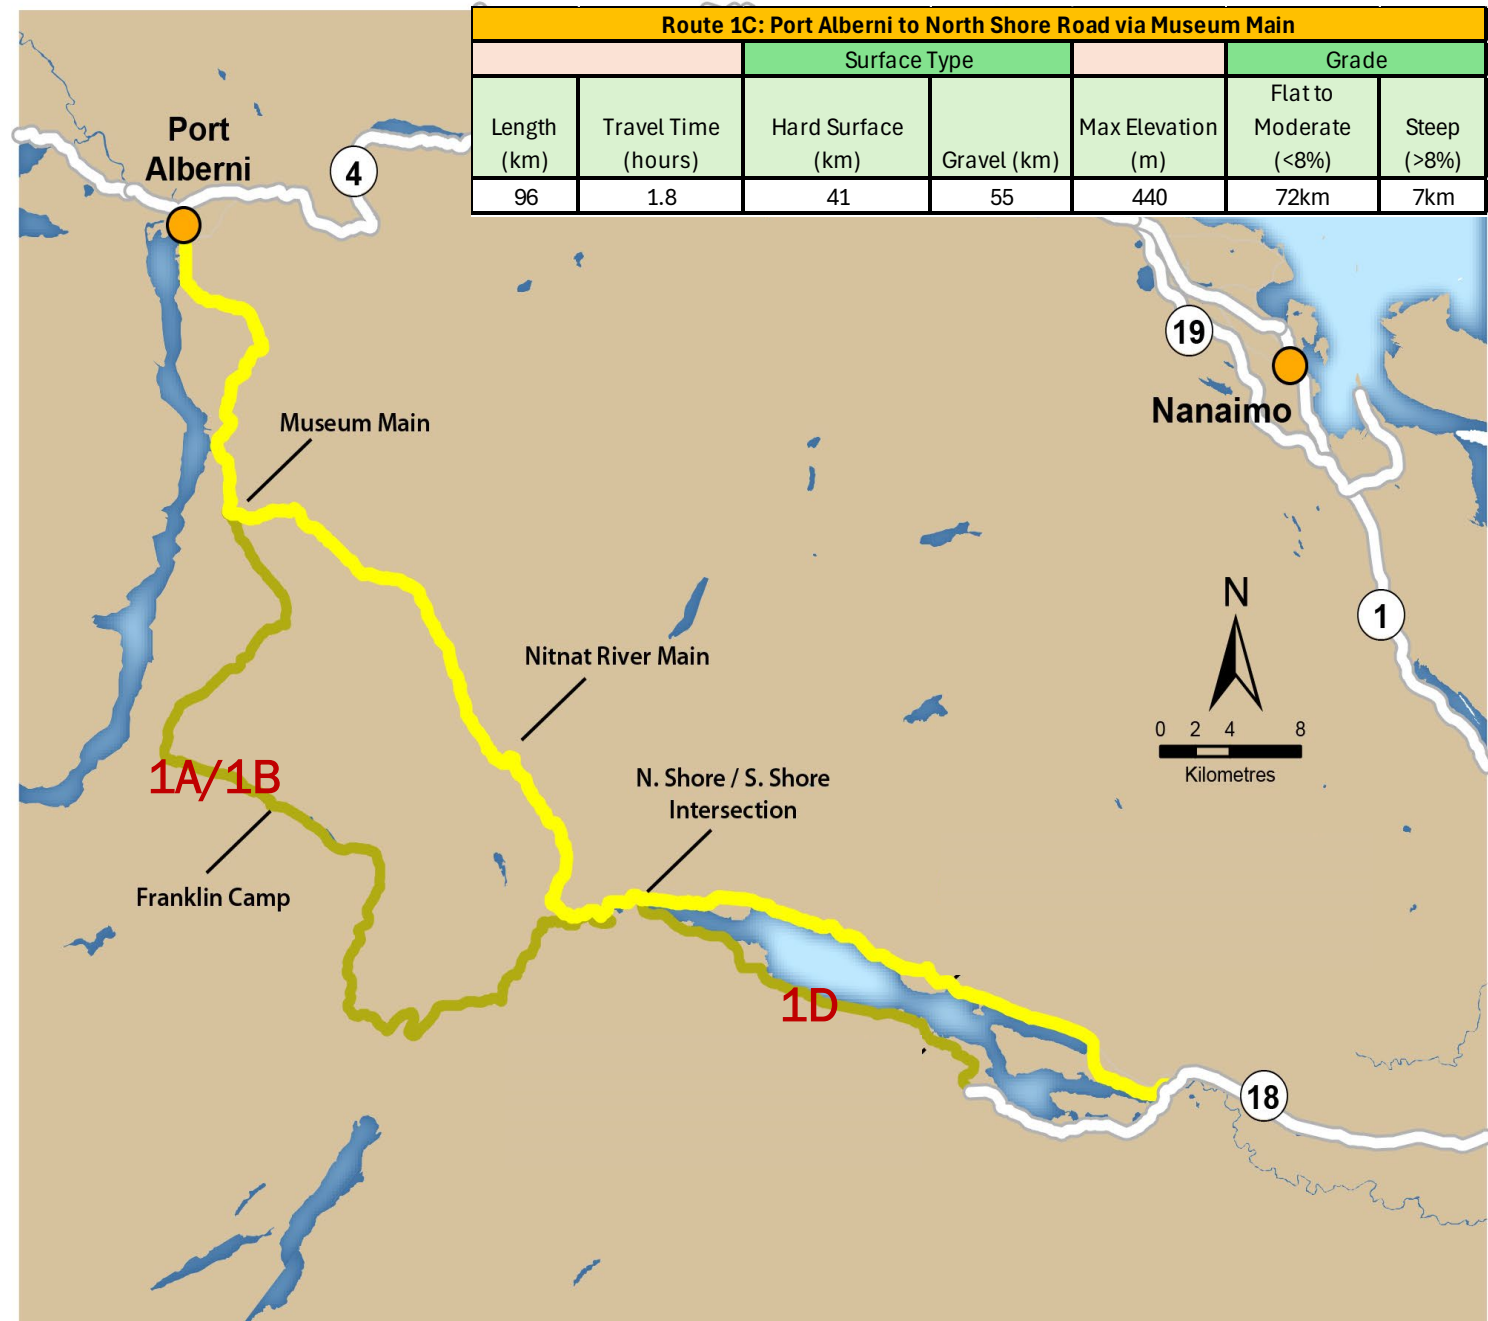 Route 1C: Port Alberni to North Shore Road via Museum Main
Surface Type
Grade
Length
(km)
Travel Time
(hours)
Hard Surface
(km)
Gravel (km)
Max Elevation
(m)
Flat to
Moderate
(<8%)
Steep
(>8%)
96
1.8
41
55
440
72km
7km
Port
Alberni
4
19
Nanaimo
Museum Main
N
1
Nitnat River Main
0 2 4 8
Kilometres
1A/1B
N. Shore / S. Shore
Intersection
Franklin Camp
1D
18